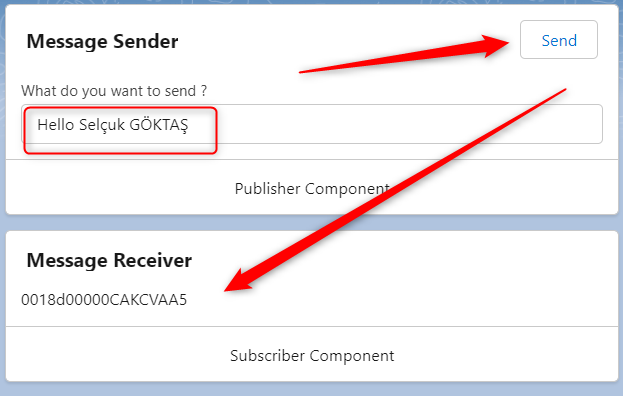 Message Sender
Send
What do you want to send ?
Hello Selçuk GÖKTAŞ
Publisher Component
Message Receiver
0018d00000CAKCVAA5
Subscriber Component